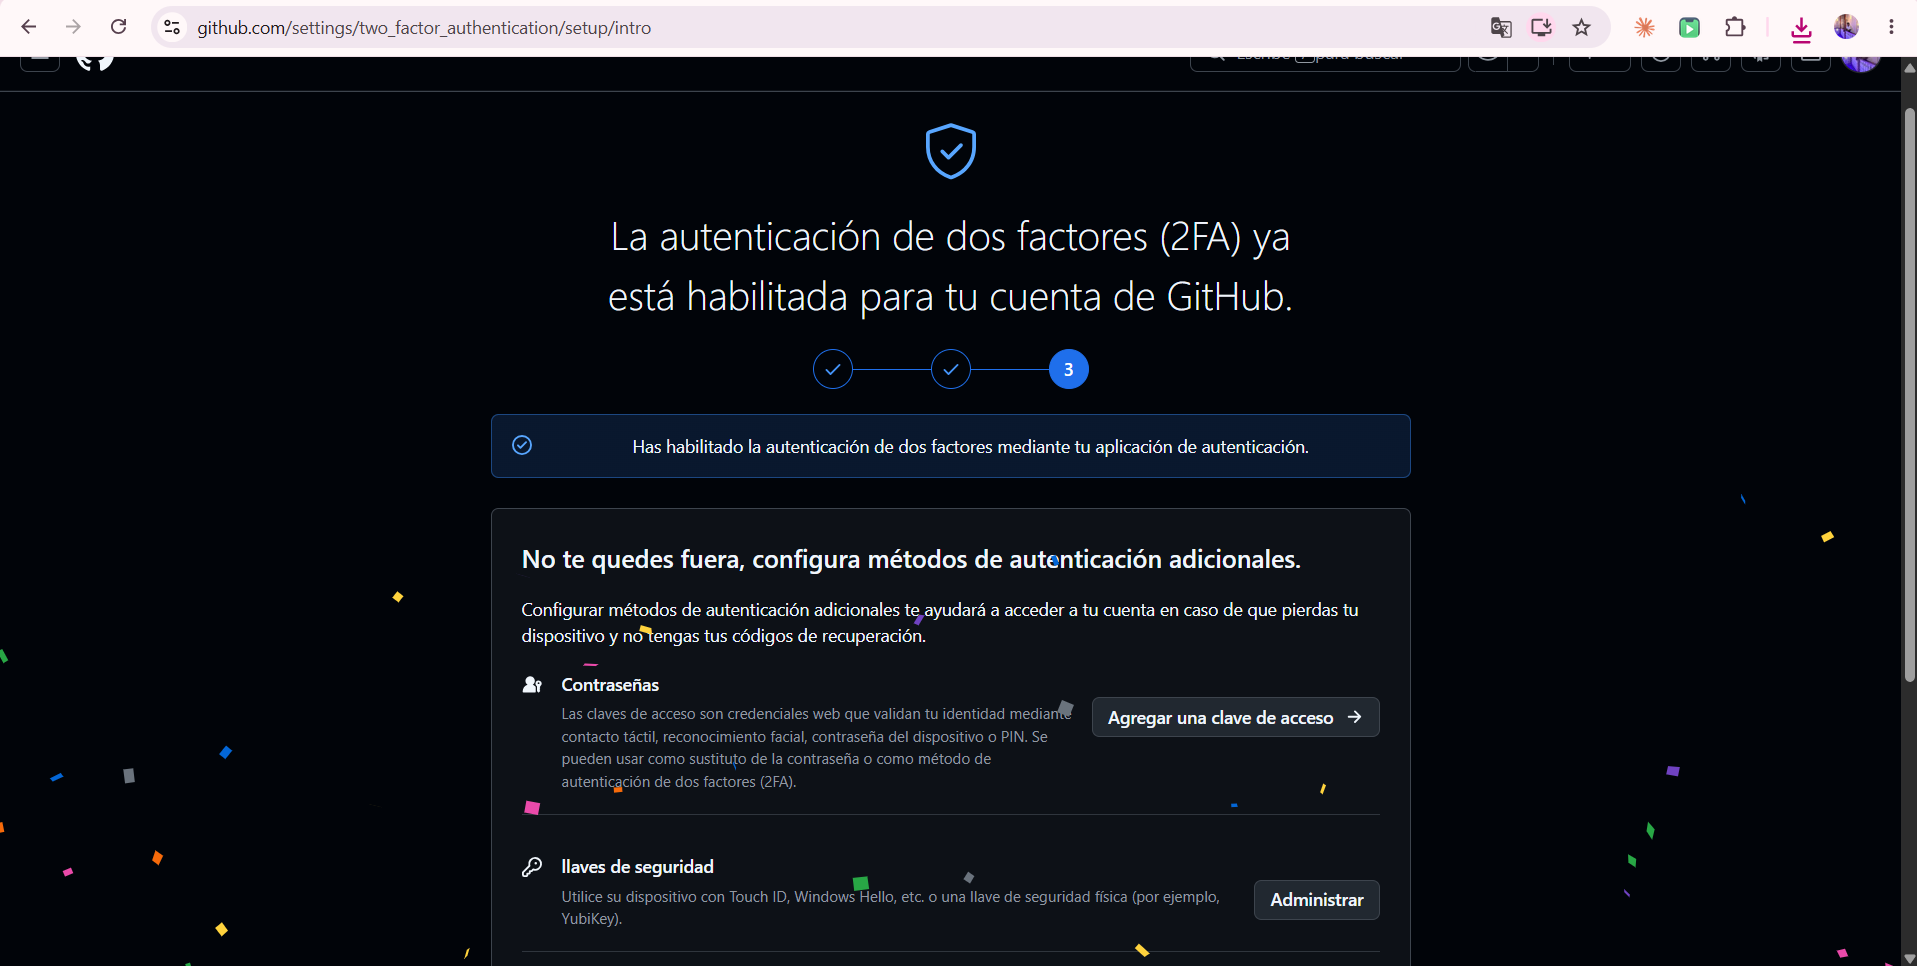 github.com/settings/two_factor_authentication/setup/intro
La autenticación de dos factores (2FA) ya
está habilitada para tu cuenta de GitHub.
3
Has habilitado la autenticación de dos factores mediante tu aplicación de autenticación.
No te quedes fuera, configura métodos de autenticación adicionales.
Configurar métodos de autenticación adicionales te ayudará a acceder a tu cuenta en caso de que pierdas tu
dispositivo y no tengas tus códigos de recuperación.
Contraseñas
Las claves de acceso son credenciales web que validan tu identidad mediante
contacto táctil, reconocimiento facial, contraseña del dispositivo o PIN. Se
pueden usar como sustituto de la contraseña o como método de
autenticación de dos factores (2FA).
Agregar una clave de acceso
llaves de seguridad
Utilice su dispositivo con Touch ID, Windows Hello, etc. o una llave de seguridad física (por ejemplo,
YubiKey).
Administrar